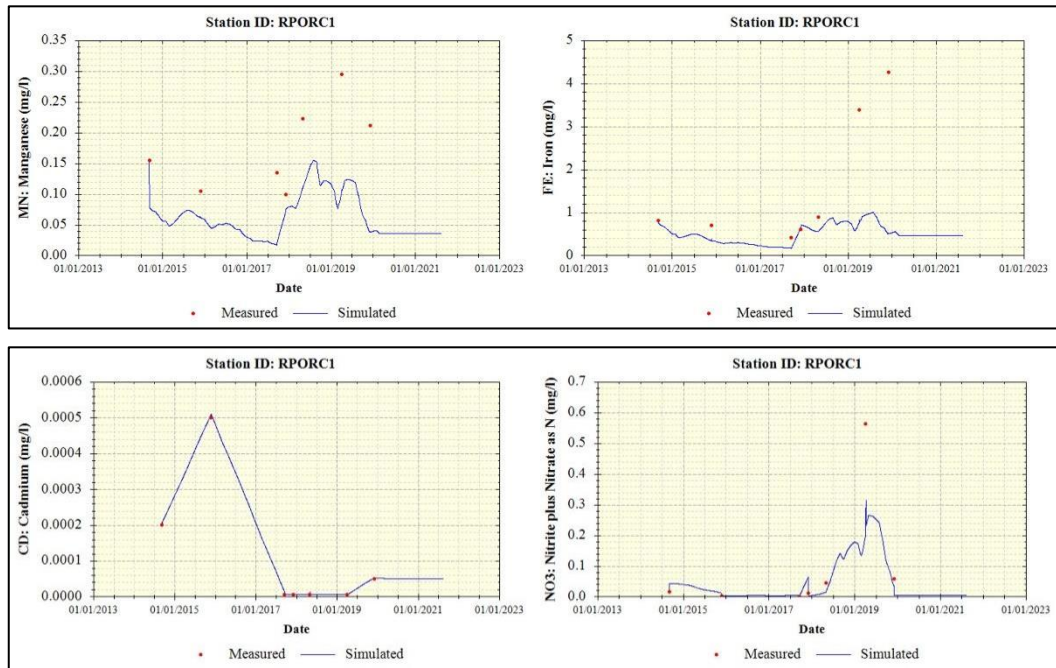 Station ID: RPORC1
MN: Manganese (mg/l)
0.35
0.30
0.25
0.20
0.15
0.10
0.05
0.00
01/01/2013 01/01/2015 01/01/2017 01/01/2019 01/01/2021 01/01/2023
Date
Measured Simulated
Station ID: RPORC1
FE: Iron (mg/l)
5
4
3
2
1
0
01/01/2013 01/01/2015 01/01/2017 01/01/2019 01/01/2021 01/01/2023
Date
Measured Simulated
Station ID: RPORC1
CD: Cadmium (mg/l)
0.0006
0.0005
0.0004
0.0003
0.0002
0.0001
0.0000
01/01/2013 01/01/2015 01/01/2017 01/01/2019 01/01/2021 01/01/2023
Date
Measured Simulated
Station ID: RPORC1
NO3: Nitrite plus Nitrate as N (mg/l)
0.7
0.6
0.5
0.4
0.3
0.2
0.1
0.0
01/01/2013 01/01/2015 01/01/2017 01/01/2019 01/01/2021 01/01/2023
Date
Measured Simulated